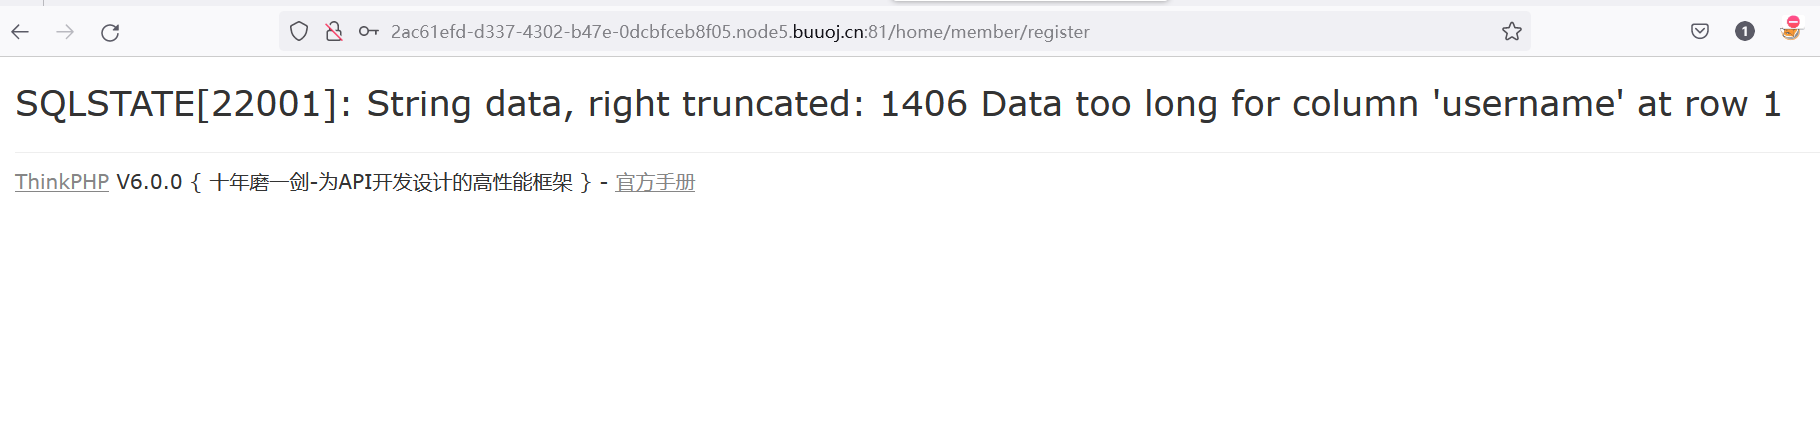 2ac61efd-d337-4302-b47e-0dcbfceb8f05.node5.buuoj.cn:81/home/member/register
1
SQLSTATE[22001]: String data, right truncated: 1406 Data too long for column 'username' at row 1
ThinkPHP V6.0.0 { 十年磨一剑-为API开发设计的高性能框架 } - 官方手册